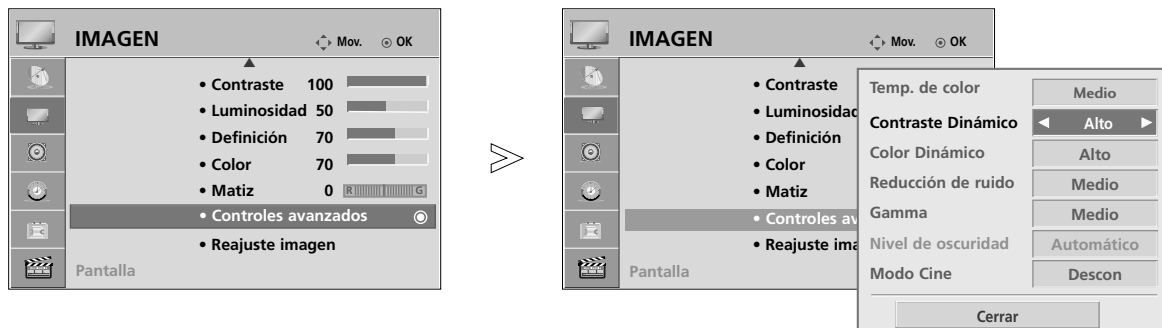 IMAGEN Mov. OK
• Contraste 100
• Luminosidad 50
• Definición 70
• Color 70
• Matiz 0 R G
• Controles avanzados
• Reajuste imagen
Pantalla
IMAGEN Mov. OK
• Contraste
• Luminosidad
• Definición
• Color
• Matiz
• Controles av
• Reajuste ima
Pantalla
Temp. de color Medio
Contraste Dinámico Alto
Color Dinámico Alto
Reducción de ruido Medio
Gamma Medio
Nivel de oscuridad Automático
Modo Cine Descon
Cerrar